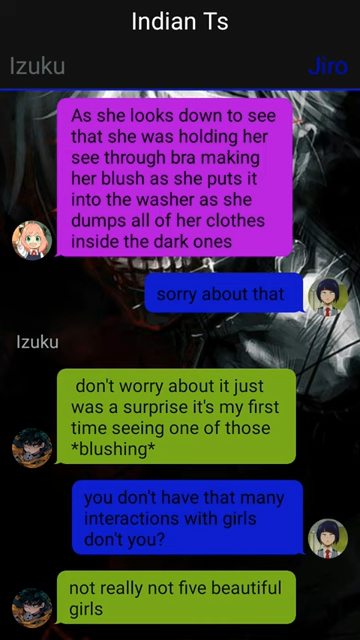 Indian Ts
Izuku
Jiro
As she looks down to see
that she was holding her
see through bra making
her blush as she puts it
into the washer as she
dumps all of her clothes
inside the dark ones
sorry about that
Izuku
don't worry about it just
was a surprise it's my first
time seeing one of those
*blushing*
you don't have that many
interactions with girls
don't you?
not really not five beautiful
girls